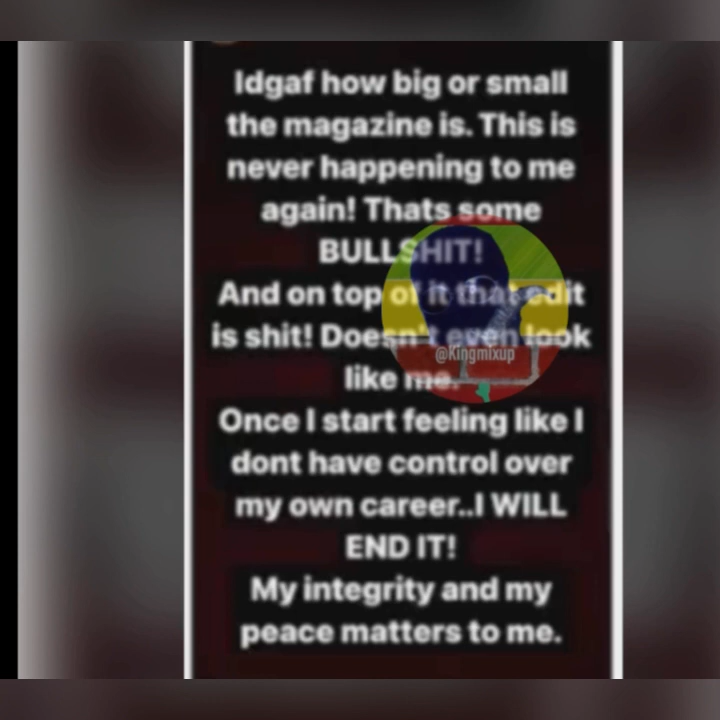 Idgaf how big or small
the magazine is. This is
never happening to me
again! Thats some
BULLSHIT!
And on top of it that edit
is shit! Doesn't even look
like me.
@Kingmixup
Once I start feeling like I
dont have control over
my own career..I WILL
END IT!
My integrity and my
peace matters to me.